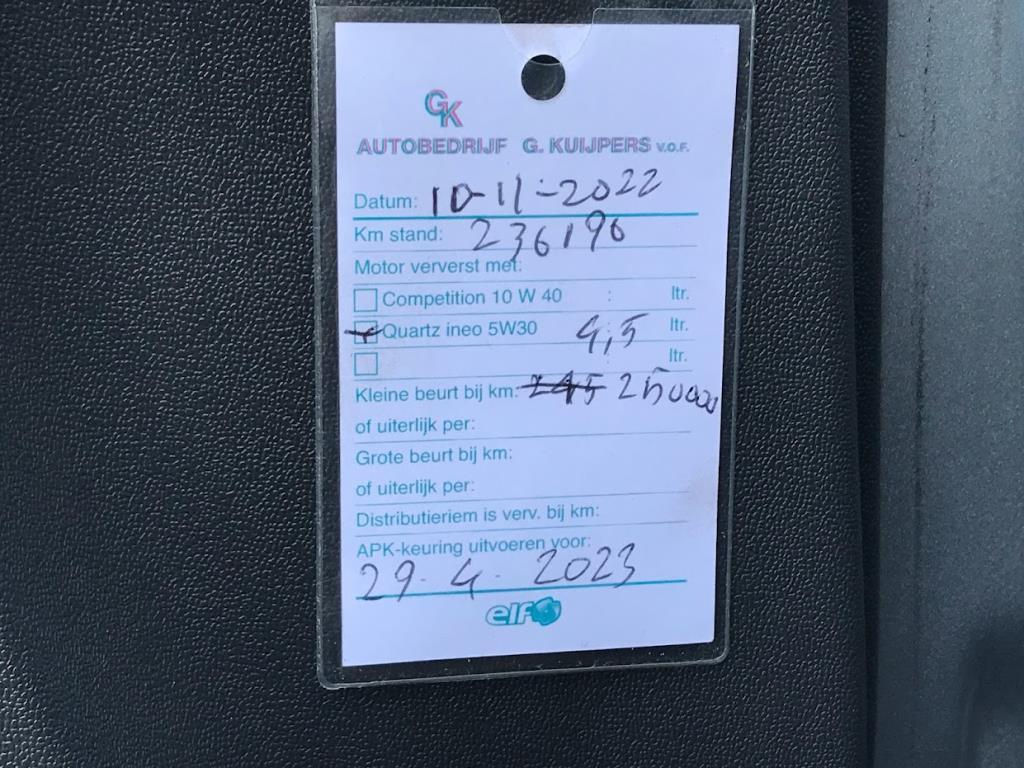 GK
AUTOBEDRIJF G. KUIJPERS V.O.F.
Datum: 10-11-2022
Km stand: 236190
Motor ververst met:
Competition 10 W 40 : ltr.
Quartz ineo 5W30 4,5 ltr.
: ltr.
Kleine beurt bij km: 245 250000
of uiterlijk per:
Grote beurt bij km:
of uiterlijk per:
Distributieriem is verv. bij km:
APK-keuring uitvoeren voor:
29-4-2023
elf